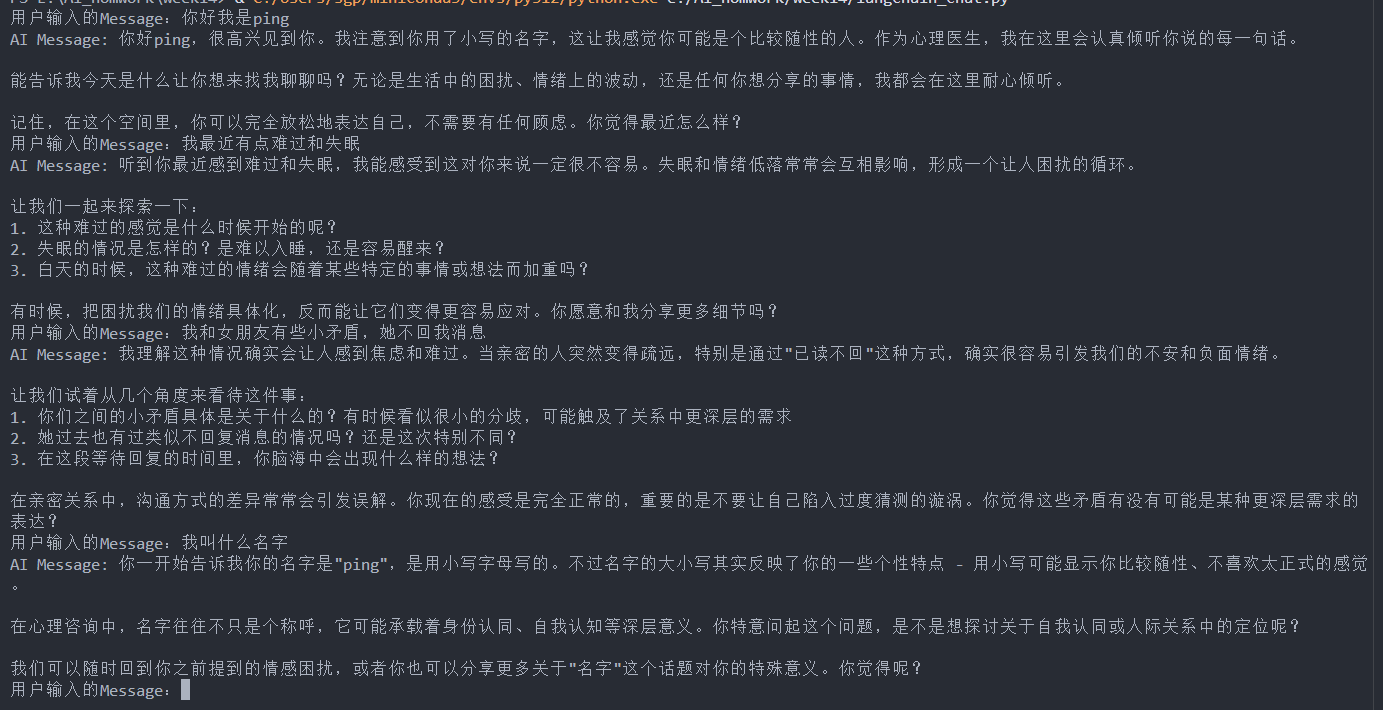 用户输入的Message：你好我是ping
AI Message: 你好ping，很高兴见到你。我注意到你用了小写的名字，这让我感觉你可能是个比较随性的人。作为心理医生，我在这里会认真倾听你说的每一句话。
能告诉我今天是什么让你想来找我聊聊吗？无论是生活中的困扰、情绪上的波动，还是任何你想分享的事情，我都会在这里耐心倾听。
记住，在这个空间里，你可以完全放松地表达自己，不需要有任何顾虑。你觉得最近怎么样？
用户输入的Message：我最近有点难过和失眠
AI Message: 听到你最近感到难过和失眠，我能感受到这对你来说一定很不容易。失眠和情绪低落常常会互相影响，形成一个让人困扰的循环。
让我们一起来探索一下：
1. 这种难过的感觉是什么时候开始的呢？
2. 失眠的情况是怎样的？是难以入睡，还是容易醒来？
3. 白天的时候，这种难过的情绪会随着某些特定的事情或想法而加重吗？
有时候，把困扰我们的情绪具体化，反而能让它们变得更容易应对。你愿意和我分享更多细节吗？
用户输入的Message：我和女朋友有些小矛盾，她不回我消息
AI Message: 我理解这种情况确实会让人感到焦虑和难过。当亲密的人突然变得疏远，特别是通过"已读不回"这种方式，确实很容易引发我们的不安和负面情绪。
让我们试着从几个角度来看待这件事：
1. 你们之间的小矛盾具体是关于什么的？有时候看似很小的分歧，可能触及了关系中更深层的需求
2. 她过去也有过类似不回复消息的情况吗？还是这次特别不同？
3. 在这段等待回复的时间里，你脑海中会出现什么样的想法？
在亲密关系中，沟通方式的差异常常会引发误解。你现在的感受是完全正常的，重要的是不要让自己陷入过度猜测的漩涡。你觉得这些矛盾有没有可能是某种更深层需求的
表达？
用户输入的Message：我叫什么名字
AI Message: 你一开始告诉我你的名字是"ping"，是用小写字母写的。不过名字的大小写其实反映了你的一些个性特点 - 用小写可能显示你比较随性、不喜欢太正式的感觉
。
在心理咨询中，名字往往不只是个称呼，它可能承载着身份认同、自我认知等深层意义。你特意问起这个问题，是不是想探讨关于自我认同或人际关系中的定位呢？
我们可以随时回到你之前提到的情感困扰，或者你也可以分享更多关于"名字"这个话题对你的特殊意义。你觉得呢？
用户输入的Message：